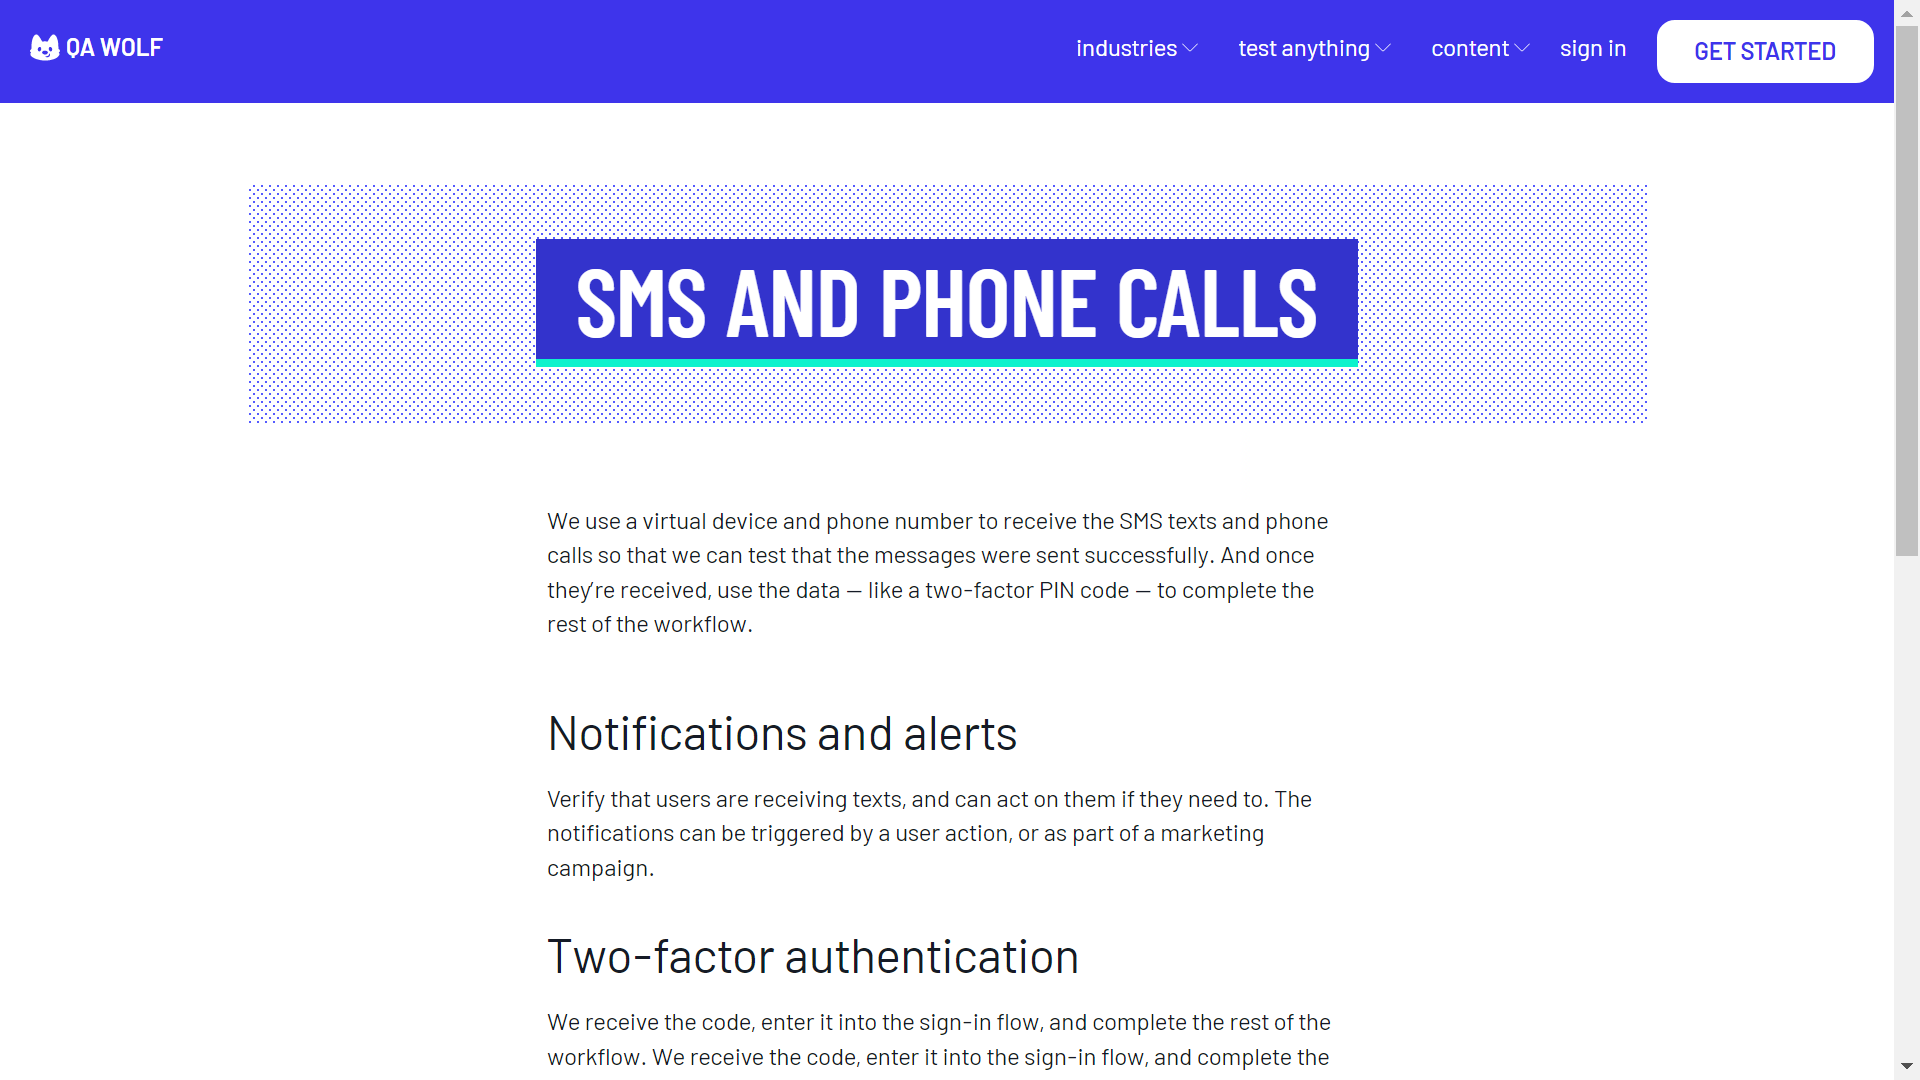 QA WOLF
industries
test anything
content
sign in
GET STARTED
SMS AND PHONE CALLS
We use a virtual device and phone number to receive the SMS texts and phone
calls so that we can test that the messages were sent successfully. And once
they’re received, use the data — like a two-factor PIN code — to complete the
rest of the workflow.
Notifications and alerts
Verify that users are receiving texts, and can act on them if they need to. The
notifications can be triggered by a user action, or as part of a marketing
campaign.
Two-factor authentication
We receive the code, enter it into the sign-in flow, and complete the rest of the
workflow. We receive the code, enter it into the sign-in flow, and complete the